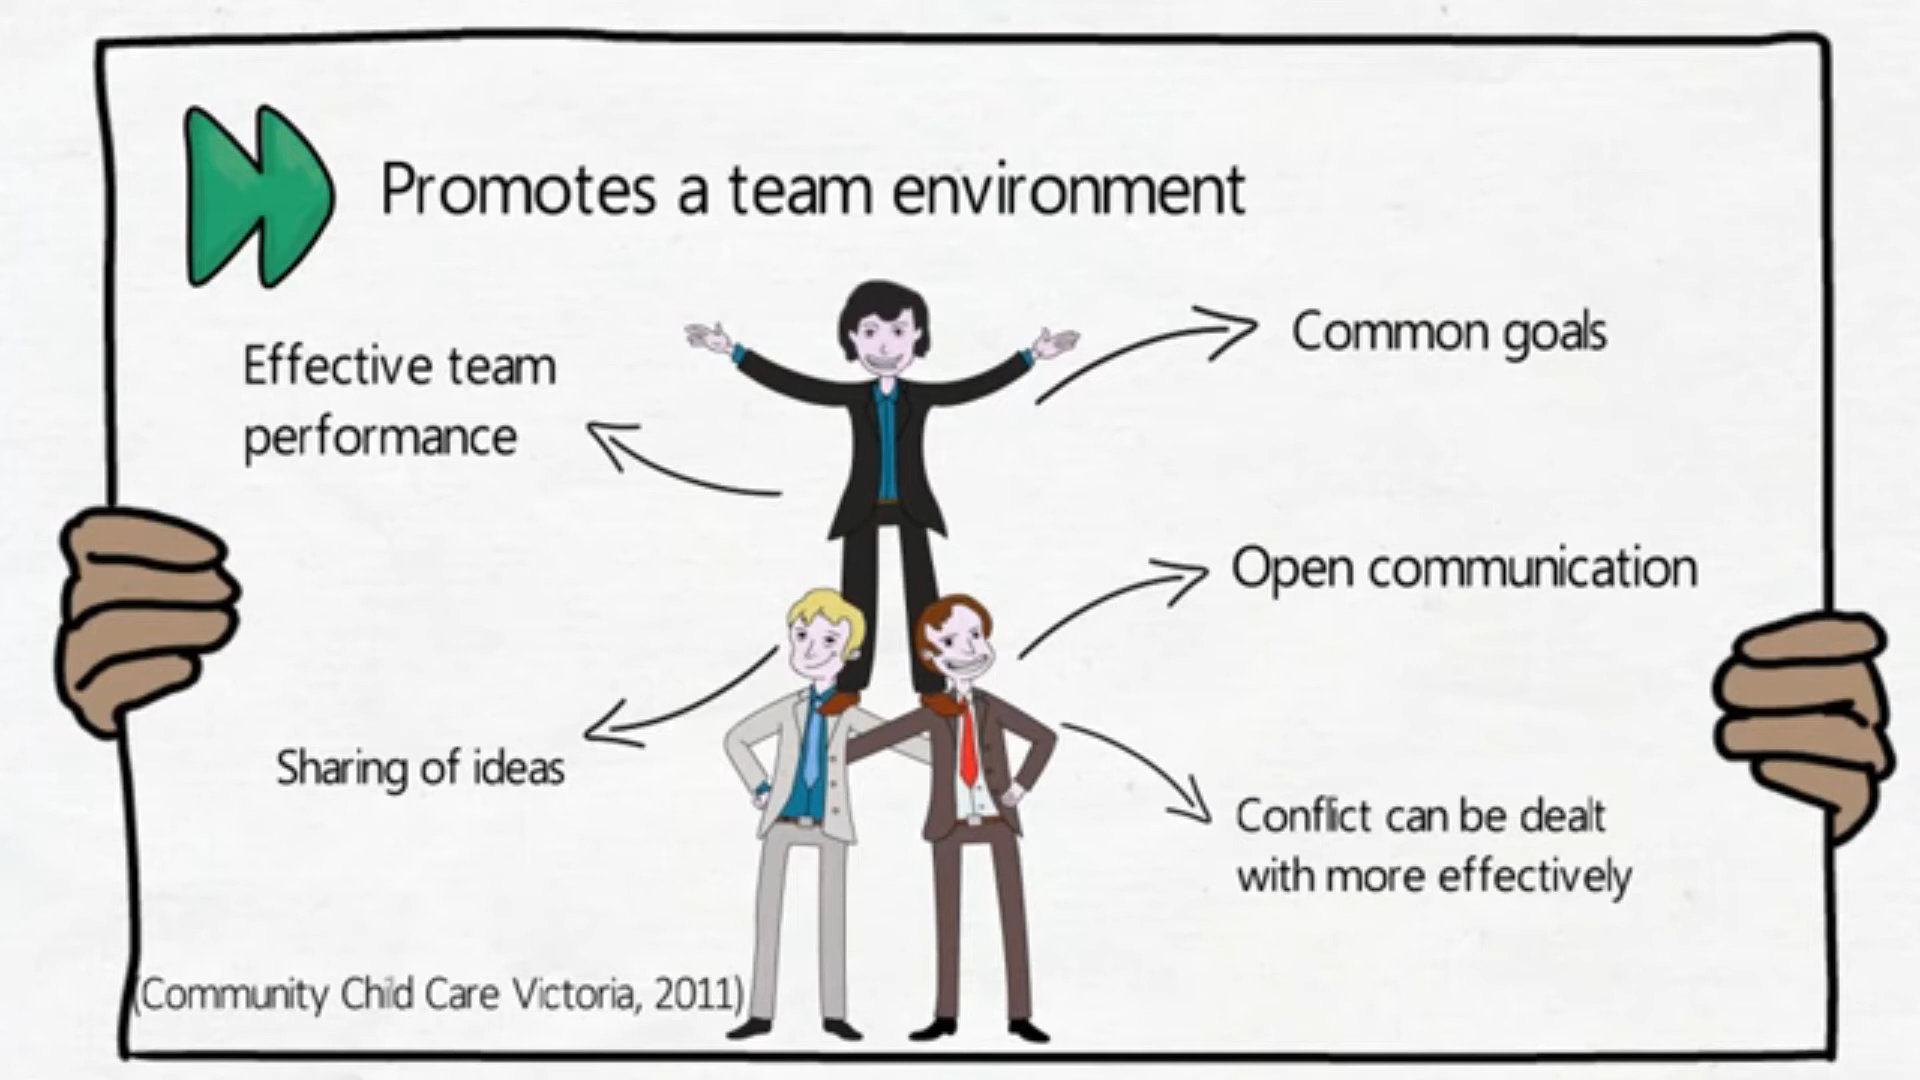 Promotes a team environment
Effective team
performance
Common goals
Open communication
Sharing of ideas
Conflict can be dealt
with more effectively
(Community Child Care Victoria, 2011)